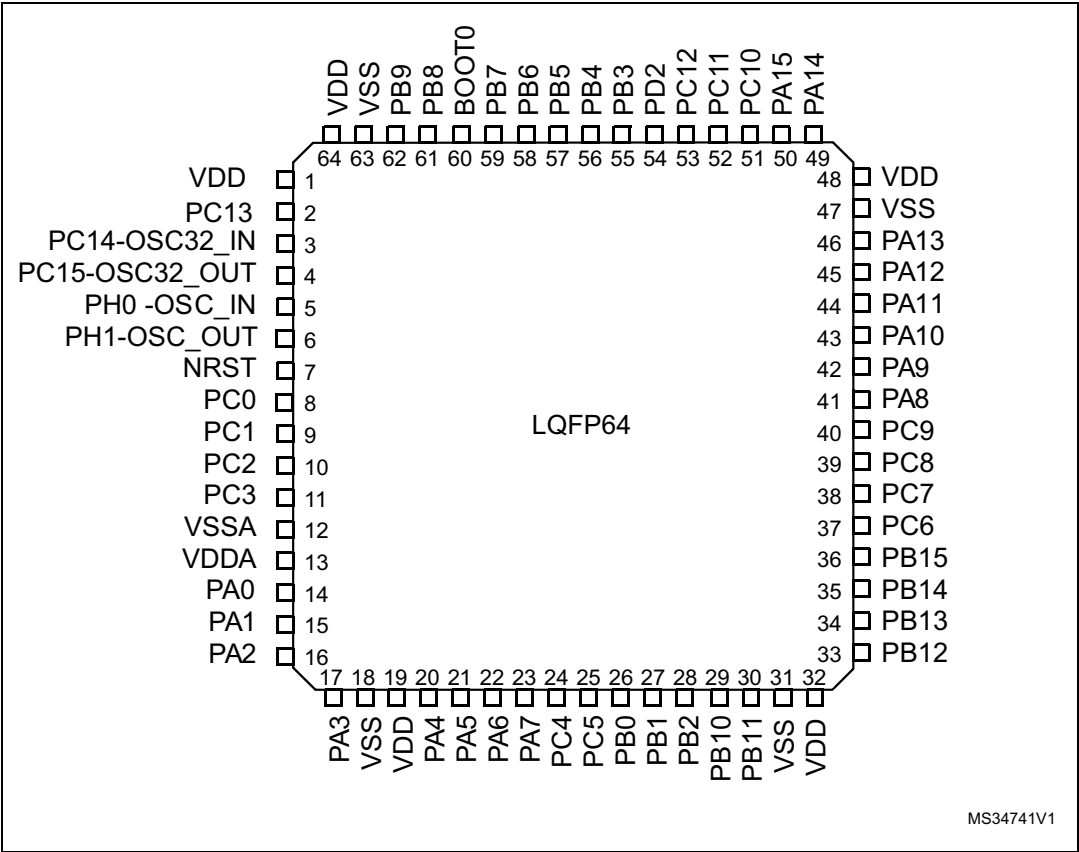 VDD
VSS
PB9
PB8
BOOT0
PB7
PB6
PB5
PB4
PB3
PD2
PC12
PC11
PC10
PA15
PA14
64 63 62 61 60 59 58 57 56 55 54 53 52 51 50 49
VDD 1
PC13 2
PC14-OSC32_IN 3
PC15-OSC32_OUT 4
PH0 -OSC_IN 5
PH1-OSC_OUT 6
NRST 7
PC0 8
PC1 9
PC2 10
PC3 11
VSSA 12
VDDA 13
PA0 14
PA1 15
PA2 16
LQFP64
48 VDD
47 VSS
46 PA13
45 PA12
44 PA11
43 PA10
42 PA9
41 PA8
40 PC9
39 PC8
38 PC7
37 PC6
36 PB15
35 PB14
34 PB13
33 PB12
17 18 19 20 21 22 23 24 25 26 27 28 29 30 31 32
PA3
VSS
VDD
PA4
PA5
PA6
PA7
PC4
PC5
PB0
PB1
PB2
PB10
PB11
VSS
VDD
MS34741V1